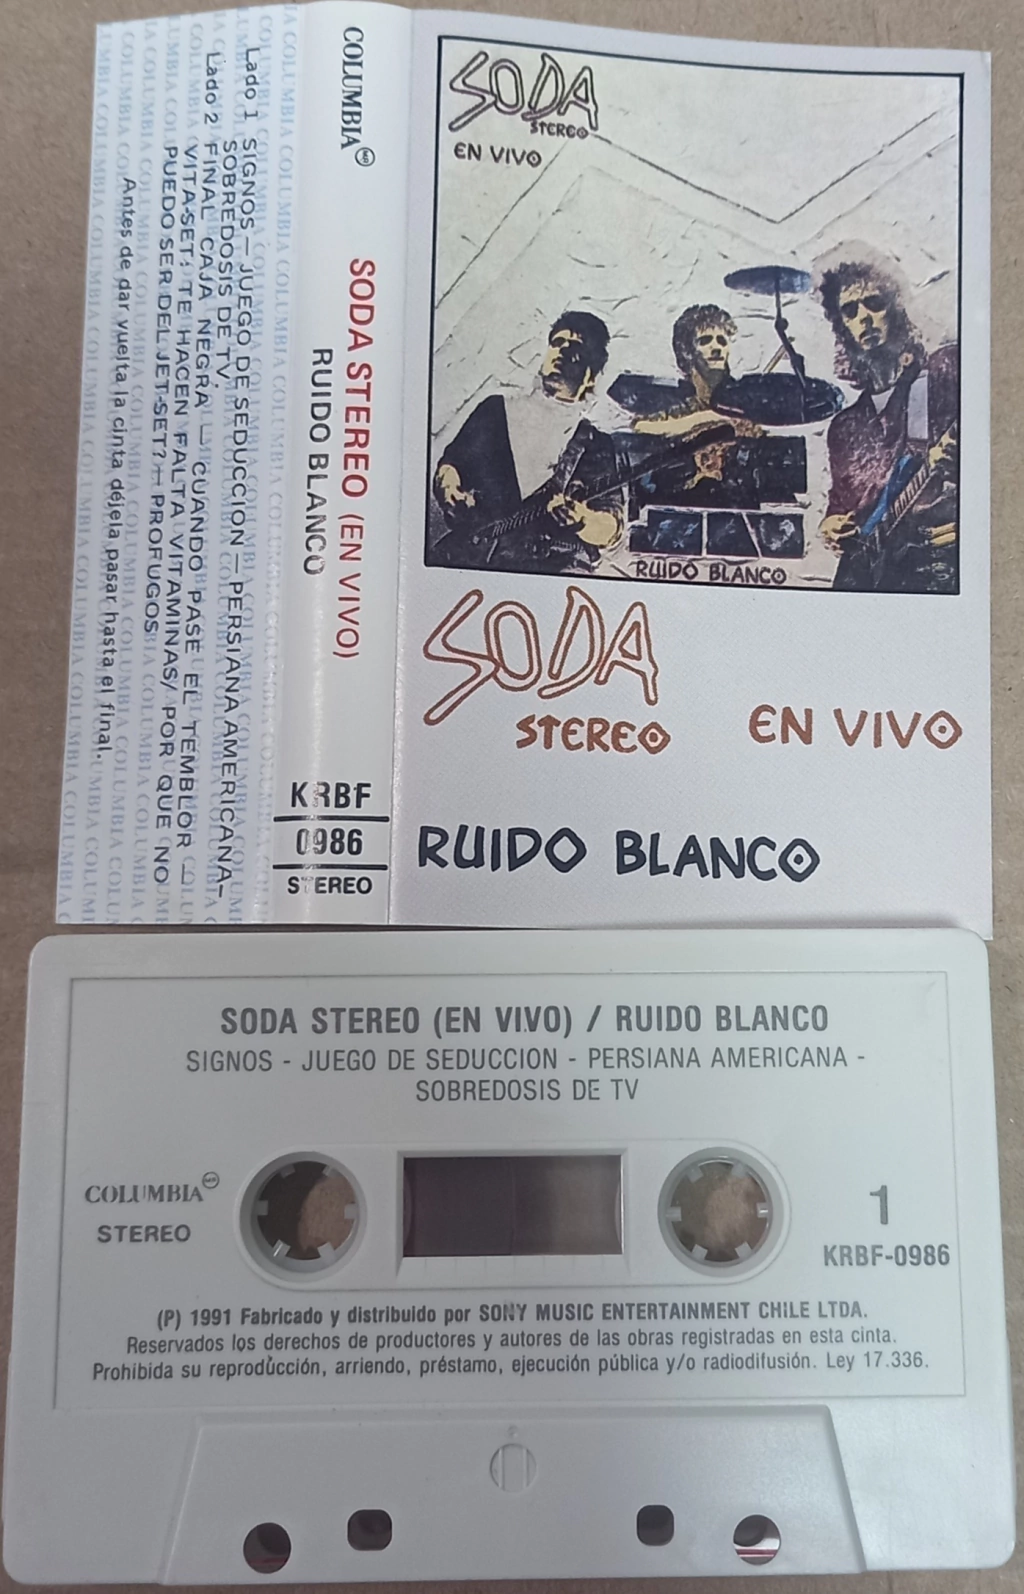 COLUMBIA MR
SODA STEREO (EN VIVO)
RUIDO BLANCO
KRBF
0986
STEREO
Lado 1 SIGNOS — JUEGO DE SEDUCCION — PERSIANA AMERICANA —
SOBREDOSIS DE T.V.
Lado 2 FINAL CAJA NEGRA — CUANDO PASE EL TEMBLOR —
VITA-SET: TE HACEN FALTA VITAMINAS/ POR QUE NO
PUEDO SER DEL JET-SET? — PROFUGOS
Antes de dar vuelta la cinta déjela pasar hasta el final.
SODA
STEREO
EN VIVO
RUIDO BLANCO
SODA
STEREO EN VIVO
RUIDO BLANCO
SODA STEREO (EN VIVO) / RUIDO BLANCO
SIGNOS - JUEGO DE SEDUCCION - PERSIANA AMERICANA -
SOBREDOSIS DE TV
COLUMBIA MR
STEREO
1
KRBF-0986
(P) 1991 Fabricado y distribuido por SONY MUSIC ENTERTAINMENT CHILE LTDA.
Reservados los derechos de productores y autores de las obras registradas en esta cinta.
Prohibida su reproducción, arriendo, préstamo, ejecución pública y/o radiodifusión. Ley 17.336.